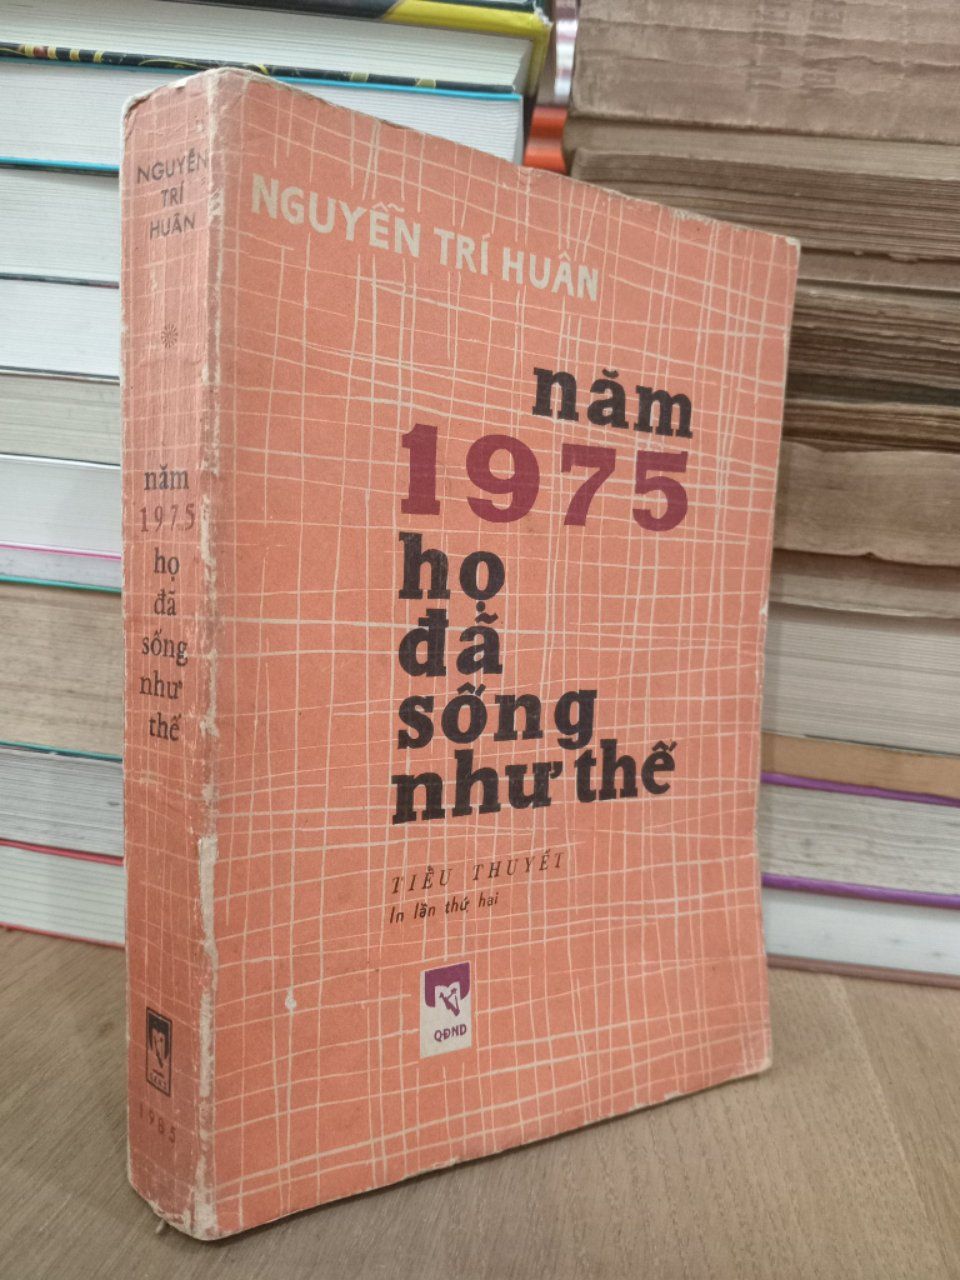 NGUYỄN
TRÍ
HUÂN
năm
1975
họ
đã
sống
như
thế
1985
NGUYỄN TRÍ HUÂN
năm
1975
họ
đã
sống
như thế
TIỂU THUYẾT
In lần thứ hai
QĐND